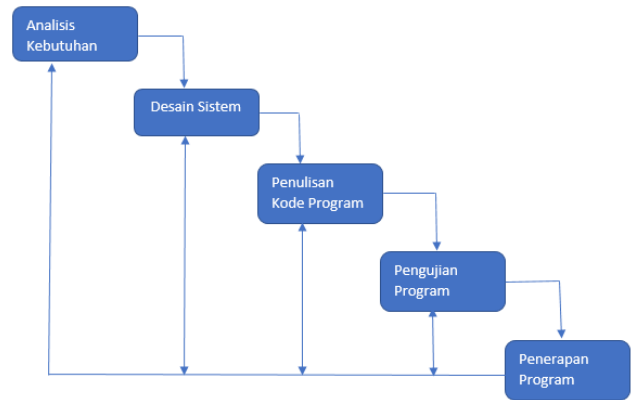 Analisis
Kebutuhan
Desain Sistem
Penulisan
Kode Program
Pengujian
Program
Penerapan
Program